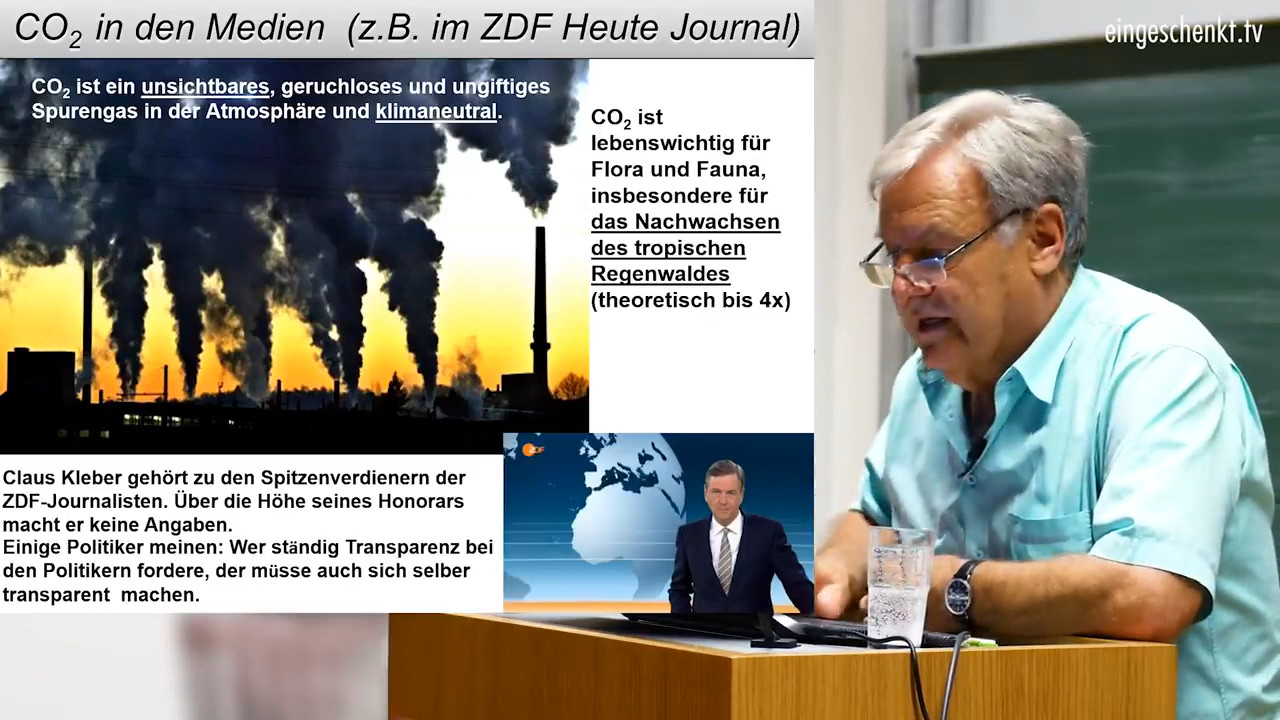 CO2 in den Medien (z.B. im ZDF Heute Journal)
eingeschenkt.tv
CO2 ist ein unsichtbares, geruchloses und ungiftiges
Spurengas in der Atmosphäre und klimaneutral.
CO2 ist
lebenswichtig für
Flora und Fauna,
insbesondere für
das Nachwachsen
des tropischen
Regenwaldes
(theoretisch bis 4x)
Claus Kleber gehört zu den Spitzenverdienern der
ZDF-Journalisten. Über die Höhe seines Honorars
macht er keine Angaben.
Einige Politiker meinen: Wer ständig Transparenz bei
den Politikern fordere, der müsse auch sich selber
transparent machen.